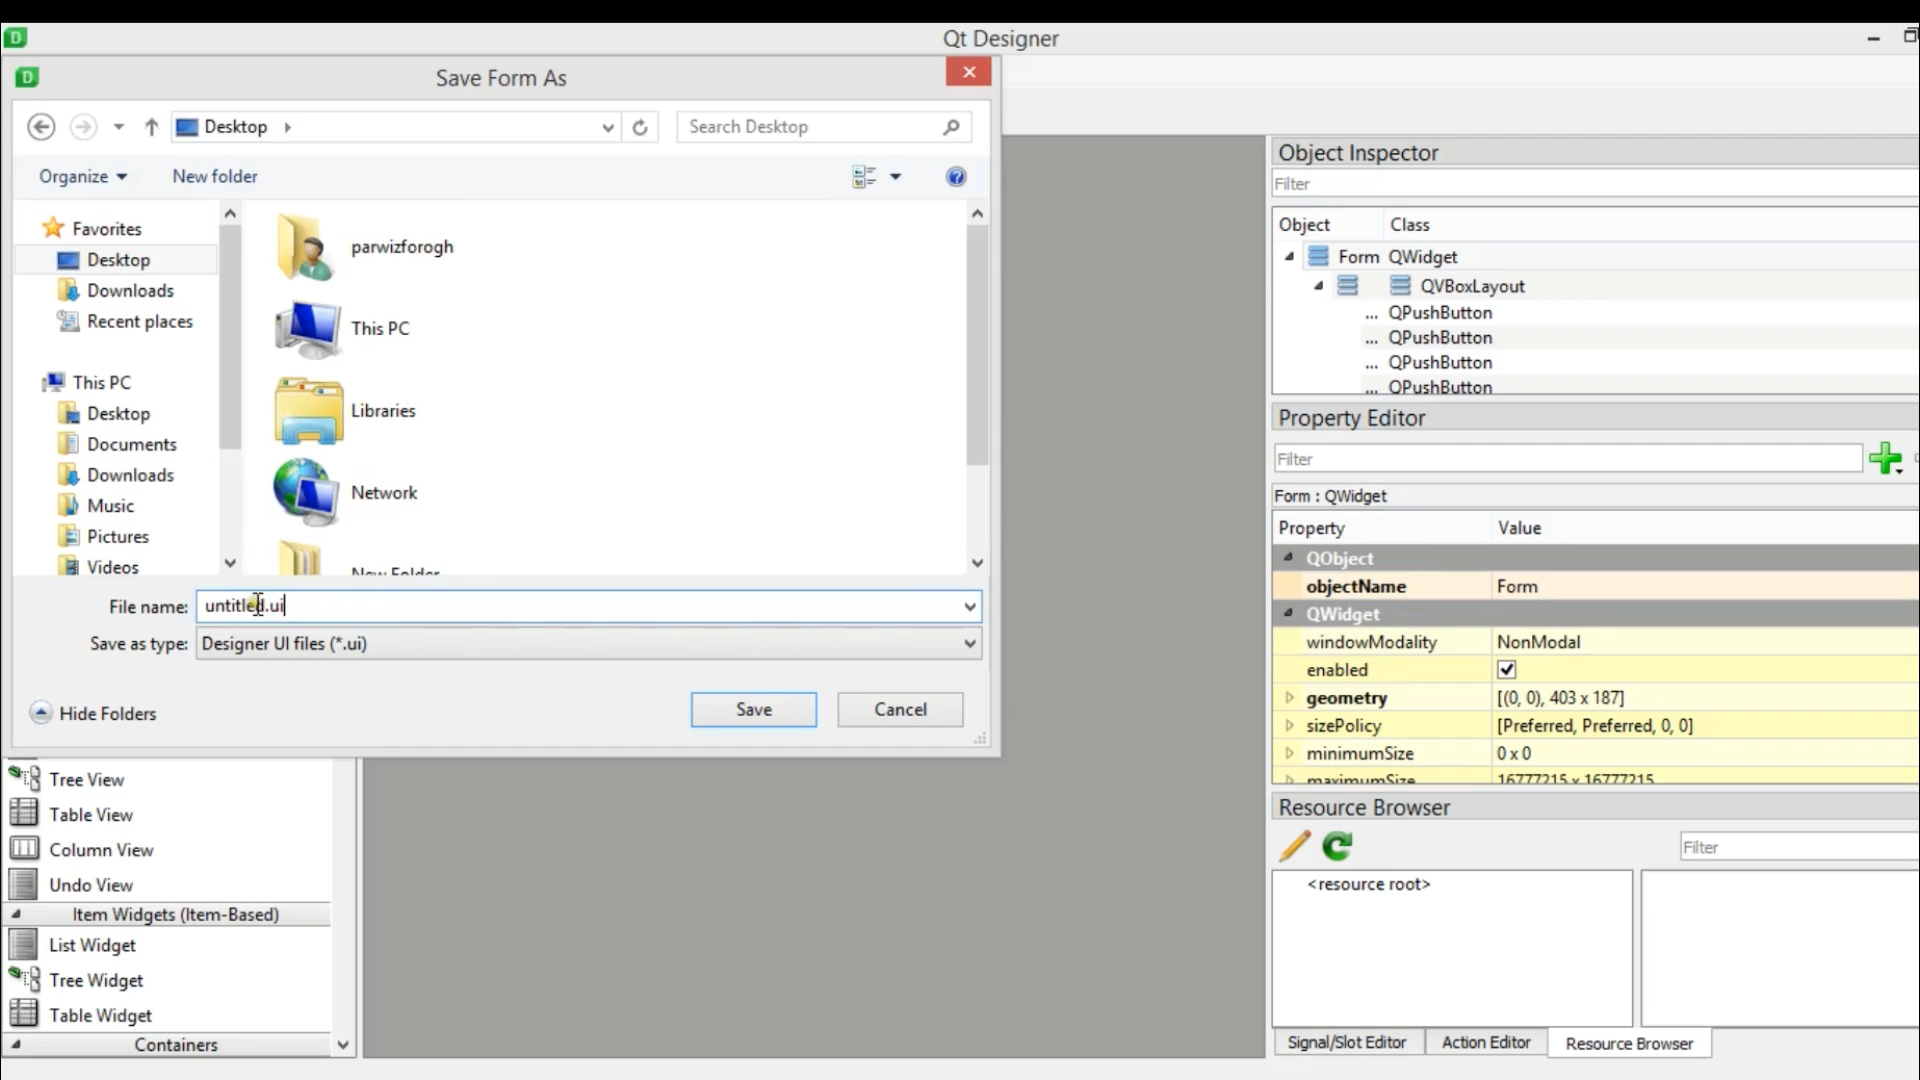 Qt Designer
Save Form As
Desktop
Search Desktop
Organize
New folder
Favorites
Desktop
Downloads
Recent places
This PC
Desktop
Documents
Downloads
Music
Pictures
Videos
parwizforogh
This PC
Libraries
Network
New Folder
File name: untitled.ui
Save as type: Designer UI files (*.ui)
Hide Folders
Save
Cancel
Tree View
Table View
Column View
Undo View
Item Widgets (Item-Based)
List Widget
Tree Widget
Table Widget
Containers
Object Inspector
Filter
Object Class
Form QWidget
QVBoxLayout
... QPushButton
... QPushButton
... QPushButton
... QPushButton
Property Editor
Filter
Form : QWidget
Property Value
QObject
objectName Form
QWidget
windowModality NonModal
enabled
geometry [(0, 0), 403 x 187]
sizePolicy [Preferred, Preferred, 0, 0]
minimumSize 0 x 0
maximumSize 16777215 x 16777215
Resource Browser
Filter
<resource root>
Signal/Slot Editor
Action Editor
Resource Browser